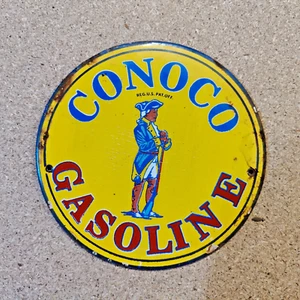 CONOCO
REG. U.S. PAT. OFF.
GASOLINE